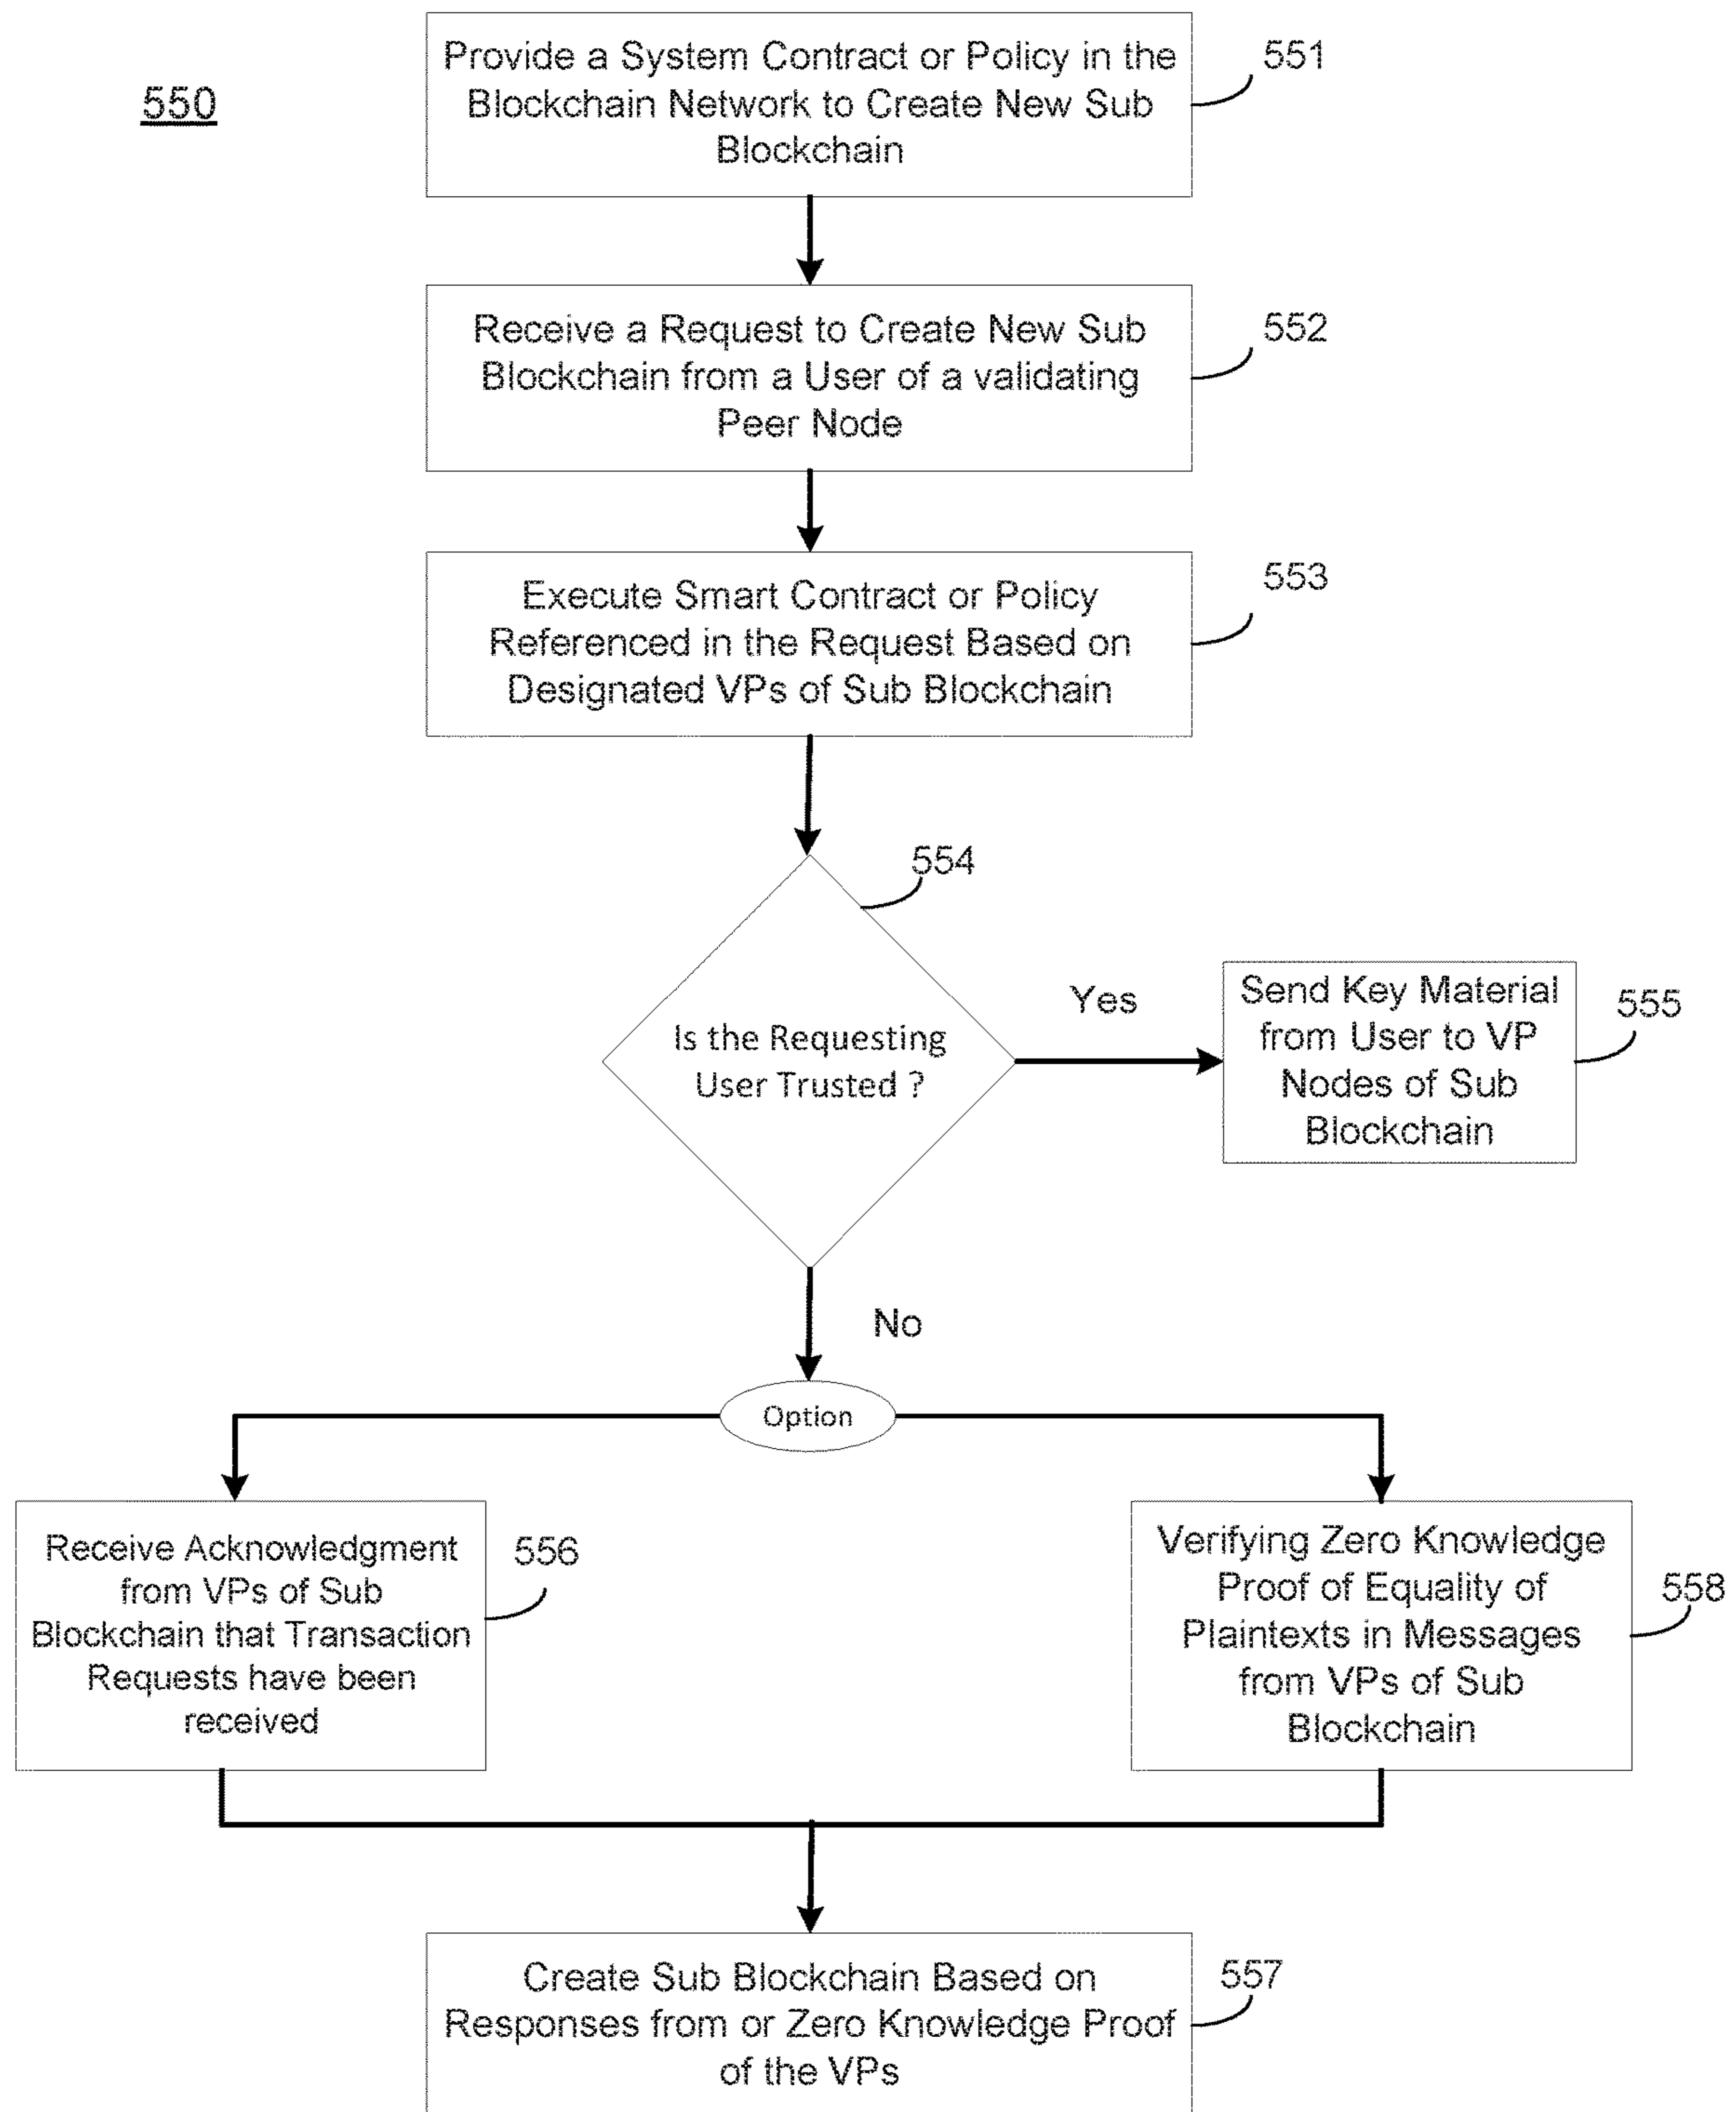 550
Provide a System Contract or Policy in the
Blockchain Network to Create New Sub
Blockchain
551
Receive a Request to Create New Sub
Blockchain from a User of a validating
Peer Node
552
Execute Smart Contract or Policy
Referenced in the Request Based on
Designated VPs of Sub Blockchain
553
554
Is the Requesting
User Trusted ?
Yes
Send Key Material
from User to VP
Nodes of Sub
Blockchain
555
No
Option
Receive Acknowledgment
from VPs of Sub
Blockchain that Transaction
Requests have been
received
556
Verifying Zero Knowledge
Proof of Equality of
Plaintexts in Messages
from VPs of Sub
Blockchain
558
Create Sub Blockchain Based on
Responses from or Zero Knowledge Proof
of the VPs
557